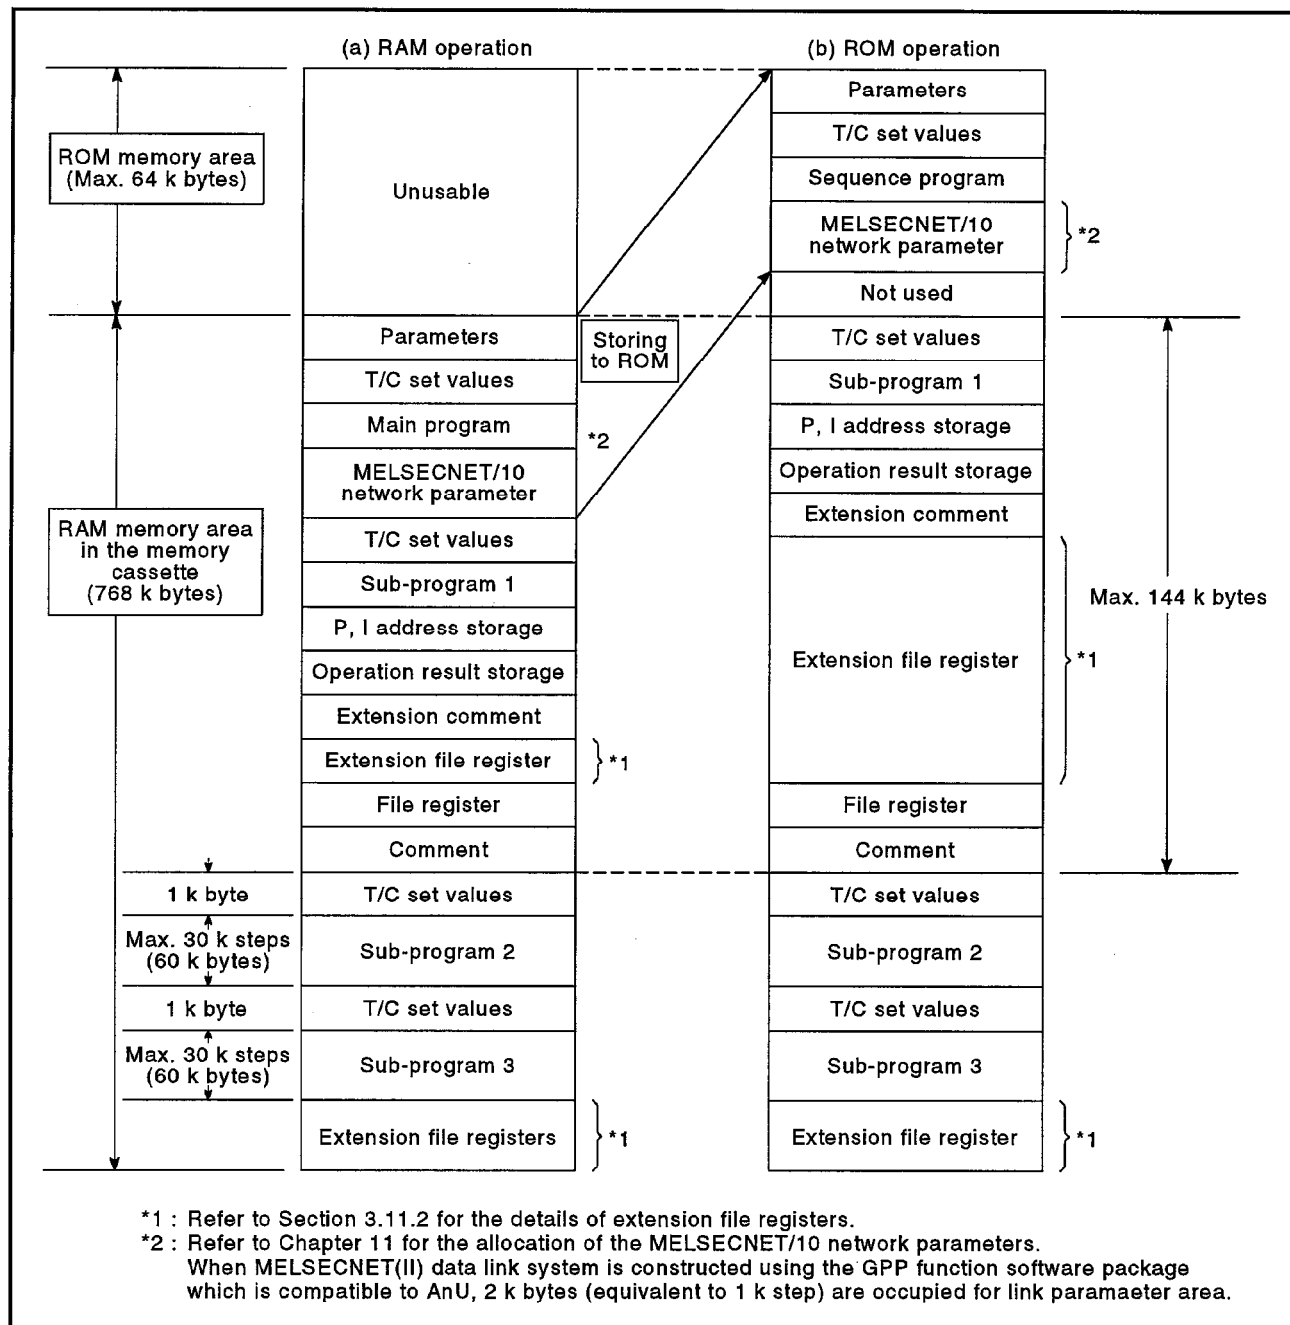 (a) RAM operation
(b) ROM operation
ROM memory area
(Max. 64 k bytes)
RAM memory area
in the memory
cassette
(768 k bytes)
1 k byte
Max. 30 k steps
(60 k bytes)
1 k byte
Max. 30 k steps
(60 k bytes)
Unusable
Parameters
T/C set values
Main program
MELSECNET/10
network parameter
T/C set values
Sub-program 1
P, I address storage
Operation result storage
Extension comment
Extension file register
File register
Comment
T/C set values
Sub-program 2
T/C set values
Sub-program 3
Extension file registers
Storing
to ROM
*2
*1
*1
Parameters
T/C set values
Sequence program
MELSECNET/10
network parameter
Not used
T/C set values
Sub-program 1
P, I address storage
Operation result storage
Extension comment
Extension file register
File register
Comment
T/C set values
Sub-program 2
T/C set values
Sub-program 3
Extension file register
*2
*1
*1
Max. 144 k bytes
*1 : Refer to Section 3.11.2 for the details of extension file registers.
*2 : Refer to Chapter 11 for the allocation of the MELSECNET/10 network parameters.
When MELSECNET(II) data link system is constructed using the GPP function software package
which is compatible to AnU, 2 k bytes (equivalent to 1 k step) are occupied for link paramaeter area.